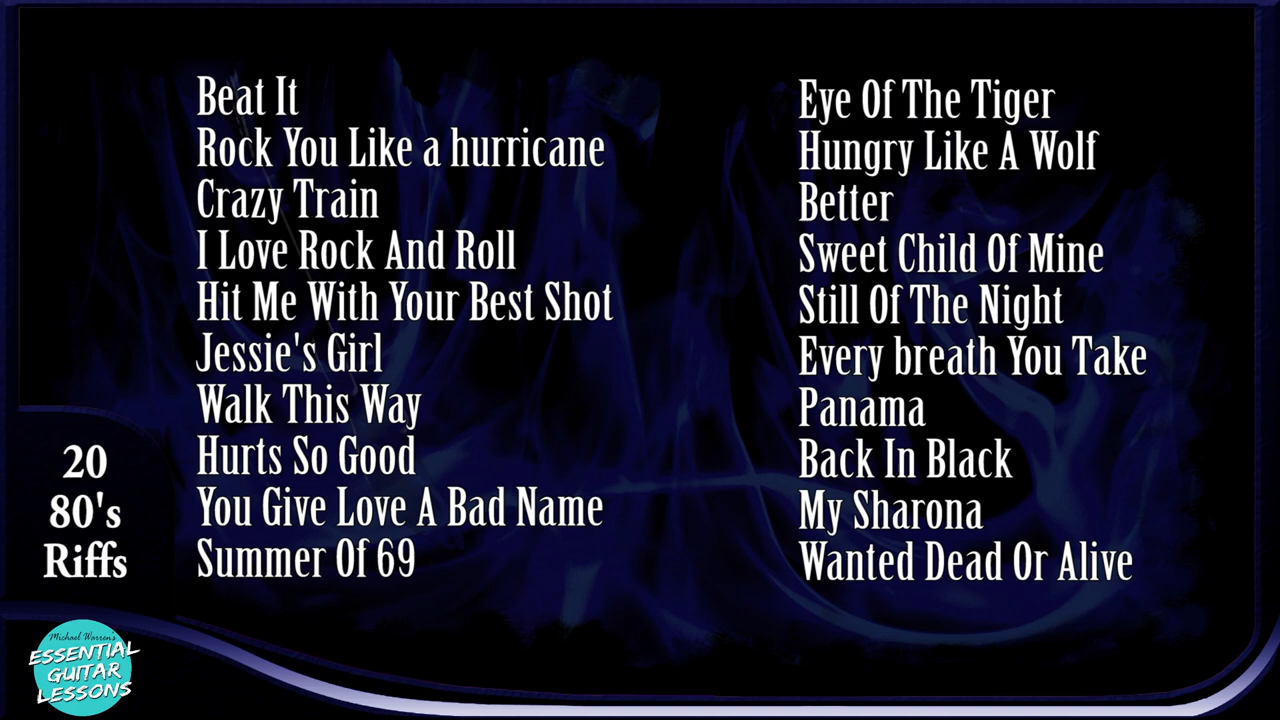 Beat It
Rock You Like a hurricane
Crazy Train
I Love Rock And Roll
Hit Me With Your Best Shot
Jessie's Girl
Walk This Way
Hurts So Good
You Give Love A Bad Name
Summer Of 69
Eye Of The Tiger
Hungry Like A Wolf
Better
Sweet Child Of Mine
Still Of The Night
Every breath You Take
Panama
Back In Black
My Sharona
Wanted Dead Or Alive
20
80's
Riffs
Michael Warren's
ESSENTIAL
GUITAR
LESSONS